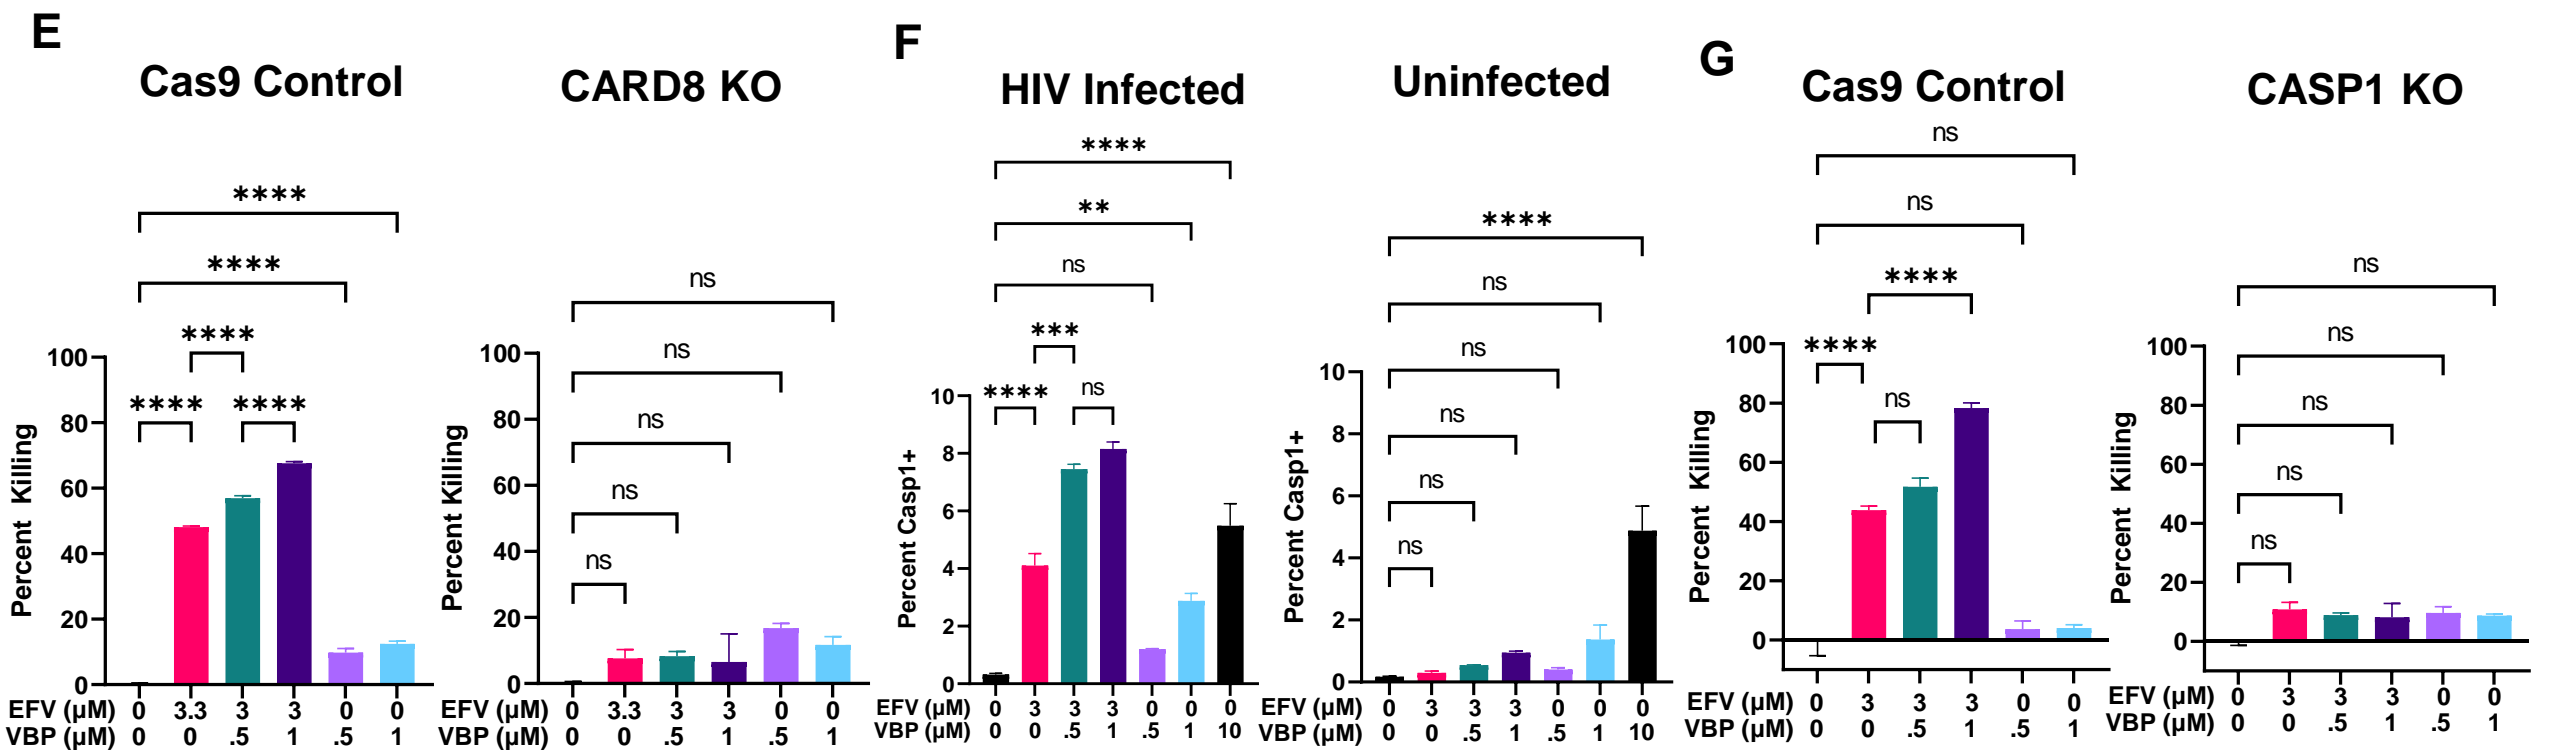 E
Cas9 Control
****
****
****
**** ****
100
80
60
40
20
0
Percent Killing
EFV (μM) 0 3.3 3 3 0 0
VBP (μM) 0 0 .5 1 .5 1
CARD8 KO
ns
ns
ns
ns
ns
100
80
60
40
20
0
Percent Killing
0 3.3 3 3 0 0
0 0 .5 1 .5 1
F
HIV Infected
****
**
ns
***
**** ns
10
8
6
4
2
0
Percent Casp1+
EFV (μM) 0 3 3 3 0 0 0
VBP (μM) 0 0 .5 1 .5 1 10
Uninfected
****
ns
ns
ns
ns
ns
10
8
6
4
2
0
Percent Casp1+
EFV (μM) 0 3 3 3 0 0 0
VBP (μM) 0 0 .5 1 .5 1 10
G
Cas9 Control
ns
ns
****
****
ns
100
80
60
40
20
0
Percent Killing
EFV (μM) 0 3 3 3 0 0
VBP (μM) 0 0 .5 1 .5 1
CASP1 KO
ns
ns
ns
ns
ns
100
80
60
40
20
0
Percent Killing
EFV (μM) 0 3 3 3 0 0
VBP (μM) 0 0 .5 1 .5 1